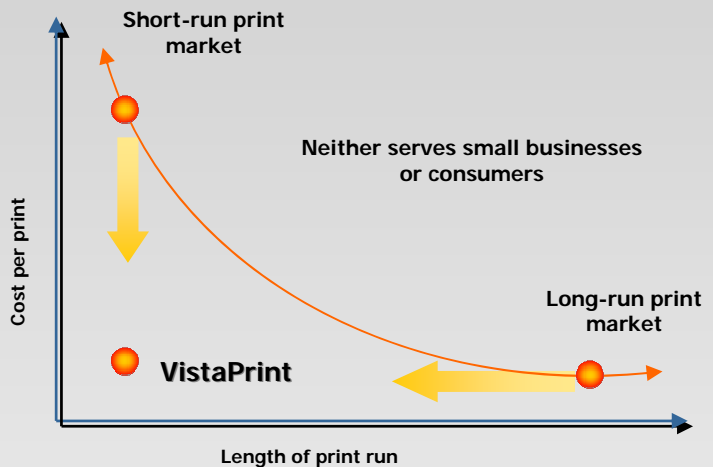 Short-run print
market
Neither serves small businesses
or consumers
Cost per print
Long-run print
market
VistaPrint
Length of print run